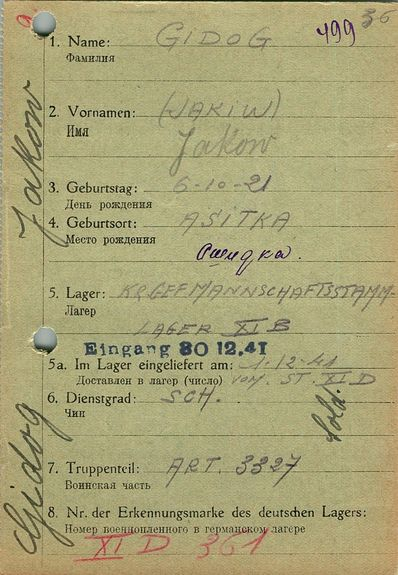 499 36
1. Name: GIDOG
Фамилия
2. Vornamen: (JAKIW)
Имя Jakow
3. Geburtstag: 6-10-21
День рождения
4. Geburtsort: ASITKA
Место рождения
5. Lager: KRGEFMANNSCHAFTSSTAMM-
Лагер
LAGER XI B
Eingang 30 12.41
5a. Im Lager eingeliefert am: 1-12-41
Доставлен в лагер (число) VOM. ST. XI D
6. Dienstgrad: SCH. Sold.
Чин
7. Truppenteil: ART. 3327
Воинская часть
8. Nr. der Erkennungsmarke des deutschen Lagers:
Номер военнопленного в германском лагере
XI D 361
Gidog Jakow